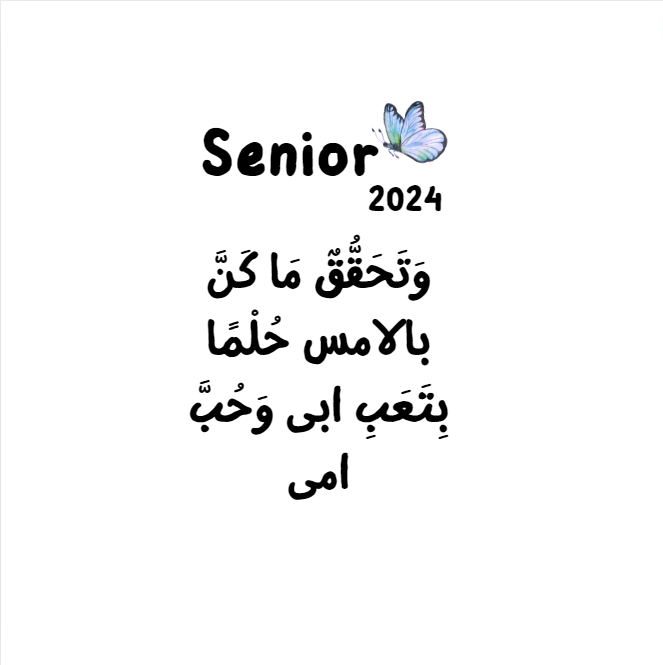 Senior
2024
وَتَحَقُّقٌ مَا كَنَّ
بالامس حُلْمًا
بِتَعَبِ ابى وَحُبَّ
امى